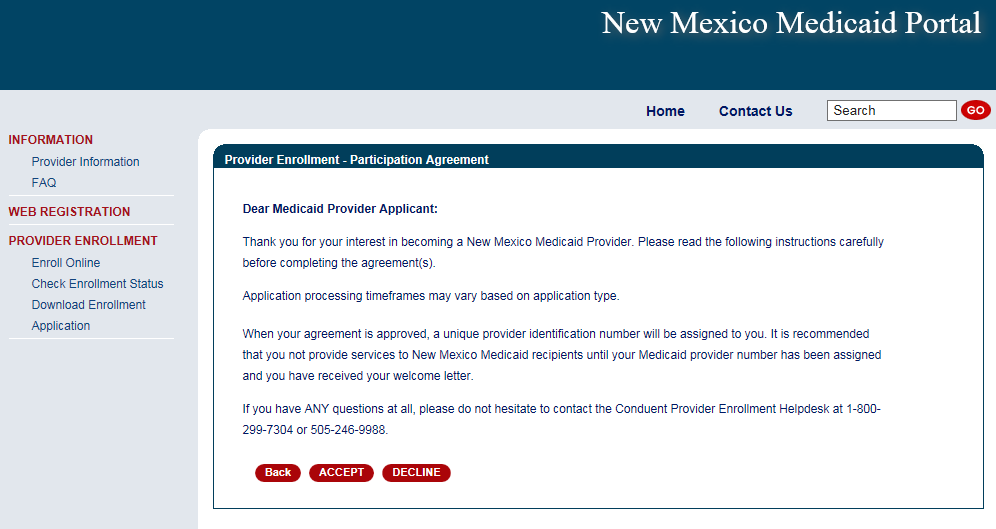 New Mexico Medicaid Portal
Home
Contact Us
Search
GO
INFORMATION
Provider Information
FAQ
WEB REGISTRATION
PROVIDER ENROLLMENT
Enroll Online
Check Enrollment Status
Download Enrollment
Application
Provider Enrollment - Participation Agreement
Dear Medicaid Provider Applicant:
Thank you for your interest in becoming a New Mexico Medicaid Provider. Please read the following instructions carefully
before completing the agreement(s).
Application processing timeframes may vary based on application type.
When your agreement is approved, a unique provider identification number will be assigned to you. It is recommended
that you not provide services to New Mexico Medicaid recipients until your Medicaid provider number has been assigned
and you have received your welcome letter.
If you have ANY questions at all, please do not hesitate to contact the Conduent Provider Enrollment Helpdesk at 1-800-
299-7304 or 505-246-9988.
Back
ACCEPT
DECLINE